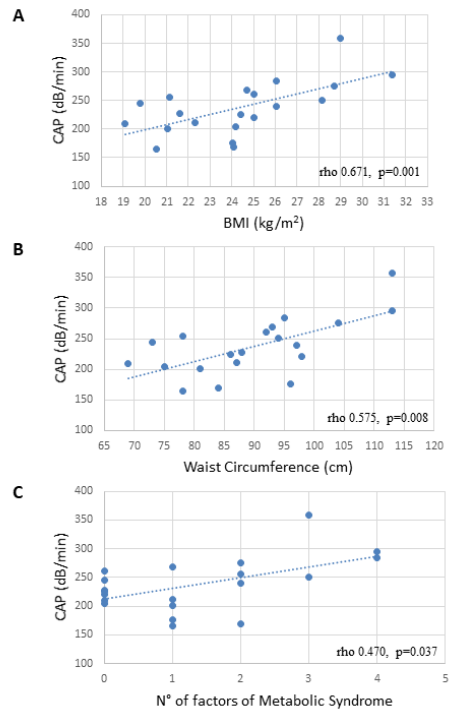 A
400
350
300
250
200
150
100
CAP (dB/min)
rho 0.671, p=0.001
18 19 20 21 22 23 24 25 26 27 28 29 30 31 32 33
BMI (kg/m²)
B
400
350
300
250
200
150
100
CAP (dB/min)
rho 0.575, p=0.008
65 70 75 80 85 90 95 100 105 110 115 120
Waist Circumference (cm)
C
400
350
300
250
200
150
100
CAP (dB/min)
rho 0.470, p=0.037
0 1 2 3 4 5
N° of factors of Metabolic Syndrome